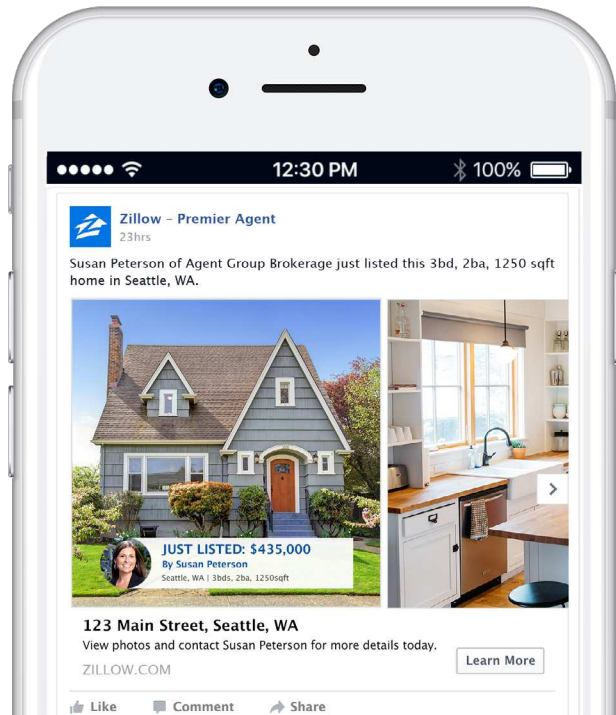 12:30 PM
100%
Zillow – Premier Agent
23hrs
Susan Peterson of Agent Group Brokerage just listed this 3bd, 2ba, 1250 sqft
home in Seattle, WA.
JUST LISTED: $435,000
By Susan Peterson
Seattle, WA | 3bds, 2ba, 1250sqft
123 Main Street, Seattle, WA
View photos and contact Susan Peterson for more details today.
ZILLOW.COM
Learn More
Like Comment Share